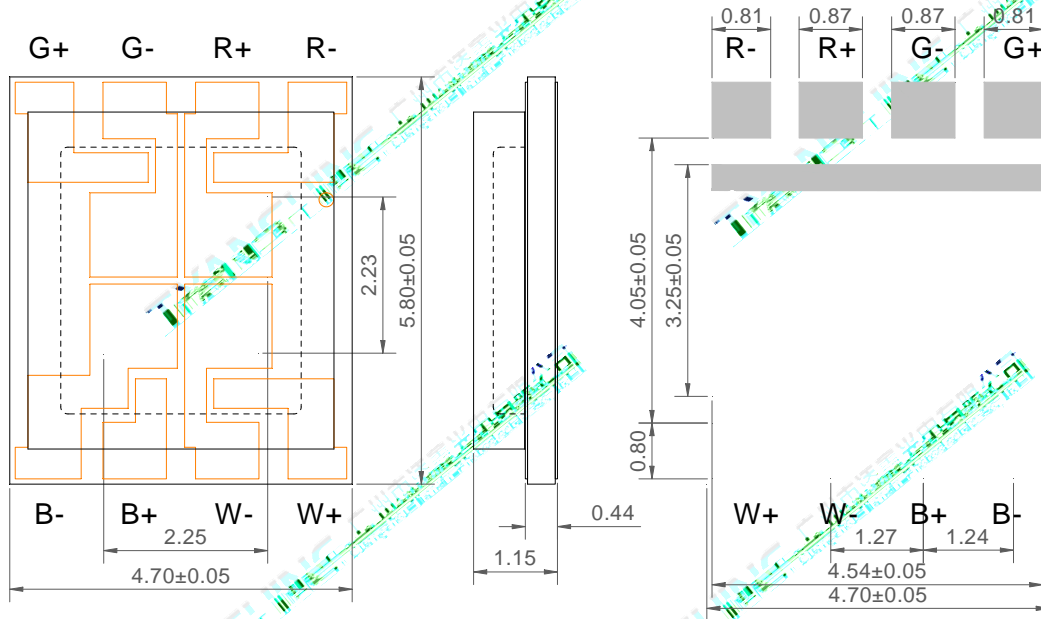 G+ G- R+ R-
2.23
5.80±0.05
B- B+ W- W+
2.25
4.70±0.05
0.44
1.15
0.81 0.87 0.87 0.81
R- R+ G- G+
4.05±0.05
3.25±0.05
0.80
W+ W- B+ B-
1.27 1.24
4.54±0.05
4.70±0.05